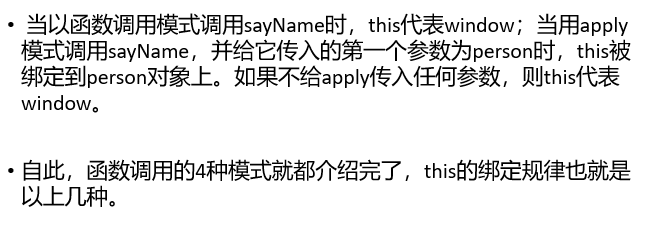 • 当以函数调用模式调用sayName时，this代表window；当用apply
模式调用sayName，并给它传入的第一个参数为person时，this被
绑定到person对象上。如果不给apply传入任何参数，则this代表
window。
• 自此，函数调用的4种模式就都介绍完了，this的绑定规律也就是
以上几种。